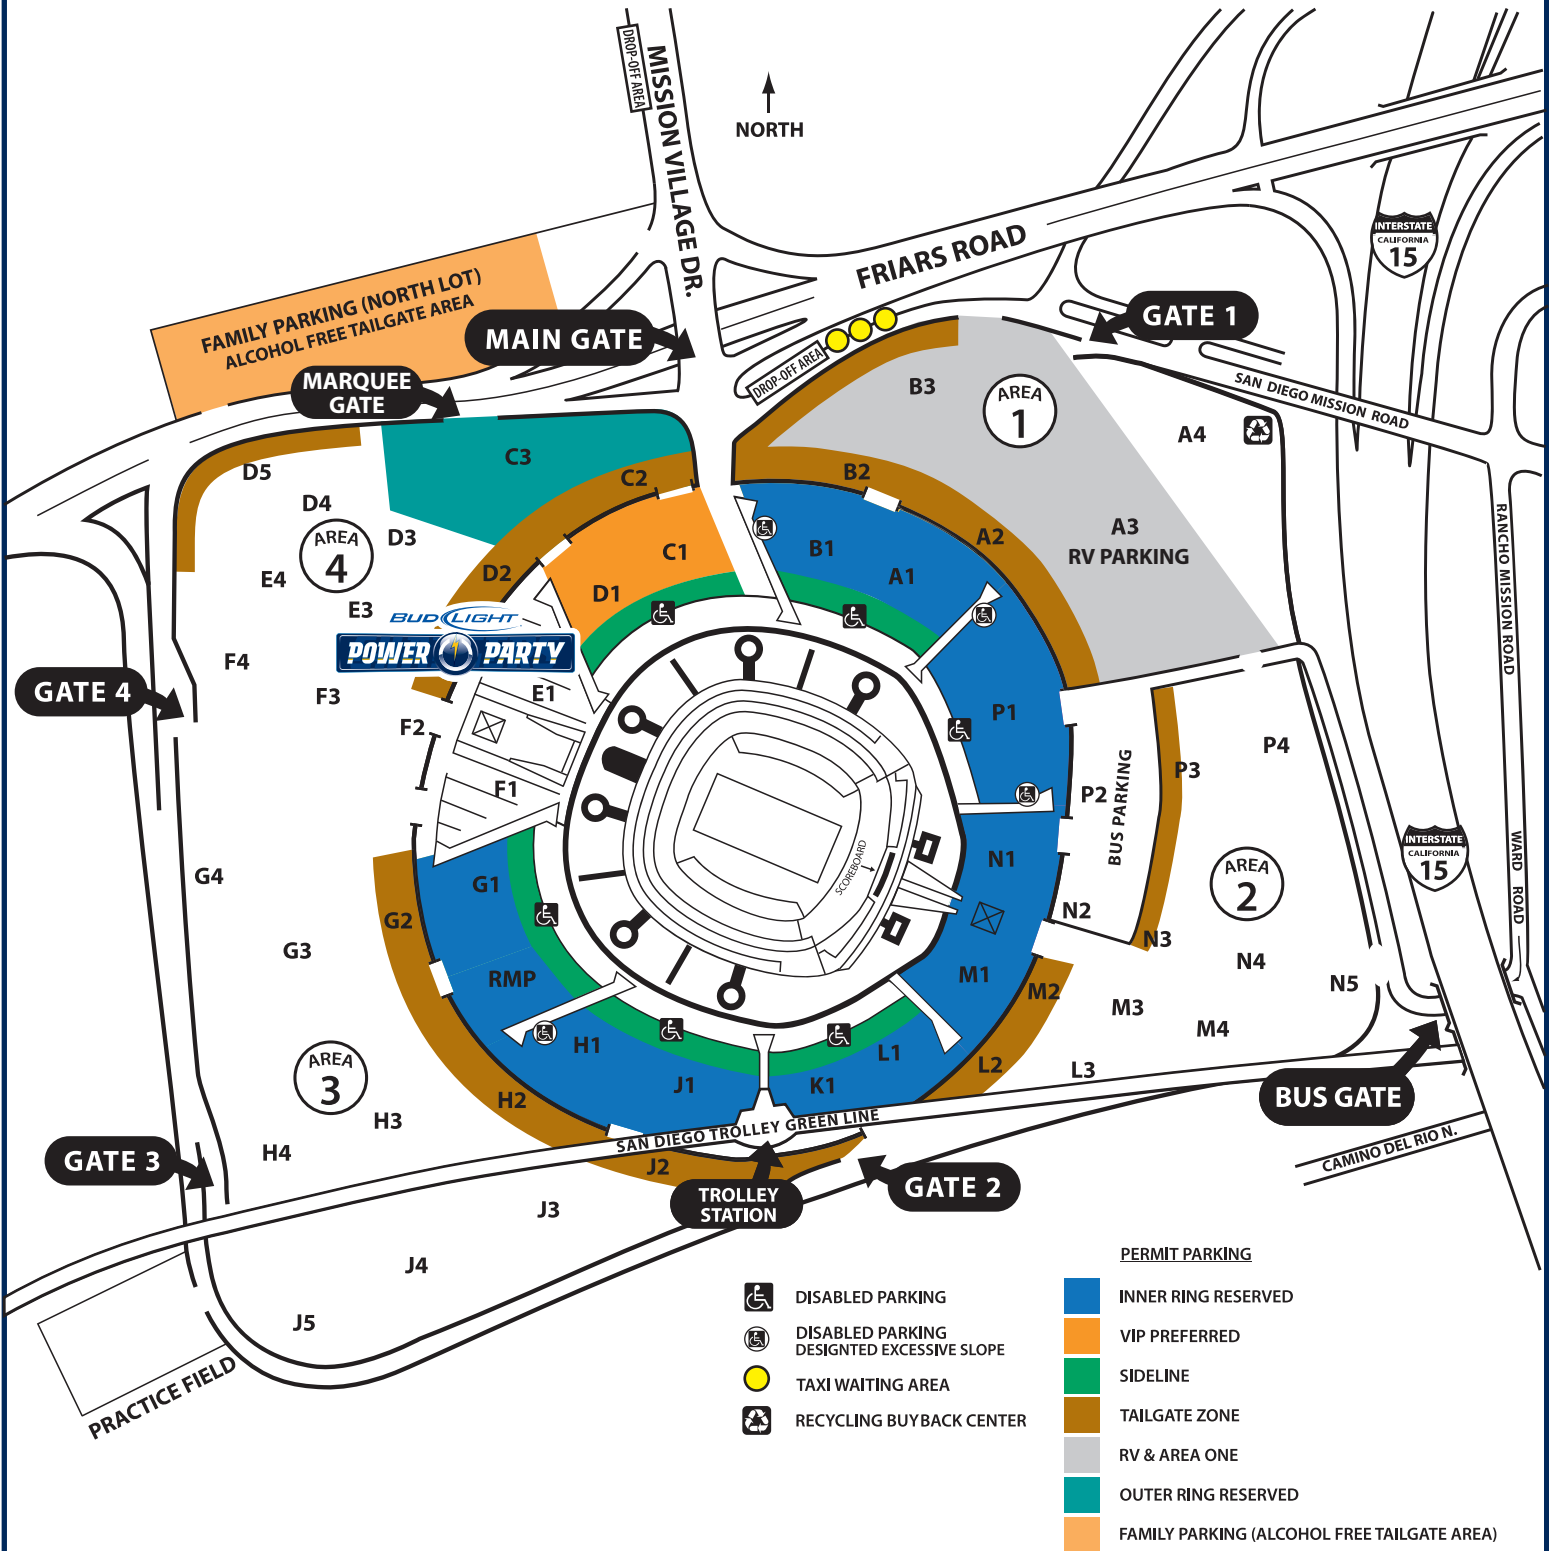 DROP-OFF AREA
MISSION VILLAGE DR.
NORTH
FRIARS ROAD
INTERSTATE
CALIFORNIA
15
FAMILY PARKING (NORTH LOT)
ALCOHOL FREE TAILGATE AREA
MAIN GATE
GATE 1
MARQUEE
GATE
DROP-OFF AREA
SAN DIEGO MISSION ROAD
B3
AREA
1
A4
C3
C2
B2
D5
D4
D3
AREA
4
E4
E3
D2
C1
D1
B1
A1
A2
A3
RV PARKING
RANCHO MISSION ROAD
BUD LIGHT
POWER PARTY
F4
F3
GATE 4
E1
F2
F1
P1
P2
BUS PARKING
P3
P4
INTERSTATE
CALIFORNIA
15
WARD ROAD
SCOREBOARD
G4
G1
G2
G3
RMP
N1
N2
AREA
2
N3
N4
N5
M1
M2
M3
M4
AREA
3
H1
H2
H3
H4
J1
K1
L1
L2
L3
BUS GATE
SAN DIEGO TROLLEY GREEN LINE
CAMINO DEL RIO N.
GATE 3
J2
TROLLEY
STATION
GATE 2
J3
J4
J5
PRACTICE FIELD
DISABLED PARKING
DISABLED PARKING
DESIGNTED EXCESSIVE SLOPE
TAXI WAITING AREA
RECYCLING BUYBACK CENTER
PERMIT PARKING
INNER RING RESERVED
VIP PREFERRED
SIDELINE
TAILGATE ZONE
RV & AREA ONE
OUTER RING RESERVED
FAMILY PARKING (ALCOHOL FREE TAILGATE AREA)